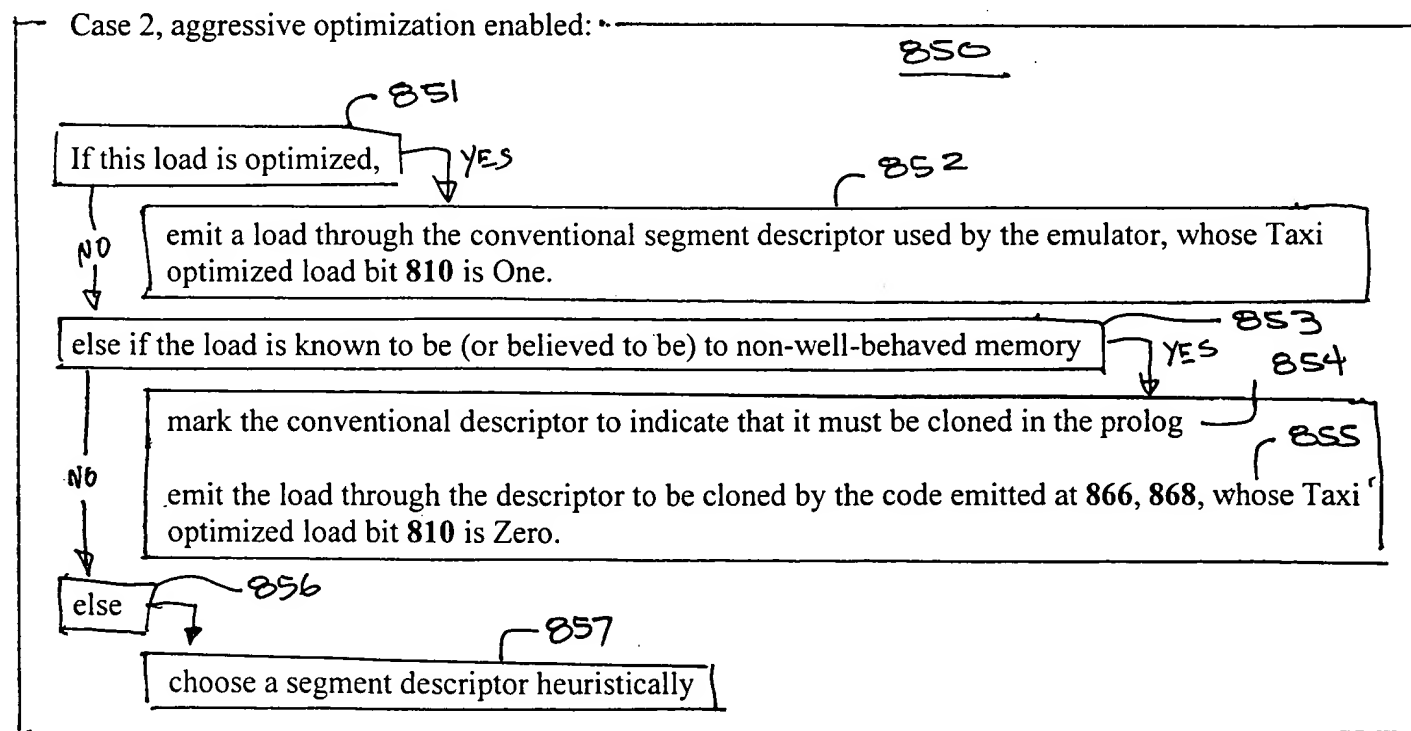 Case 2, aggressive optimization enabled:
850
851
If this load is optimized,
YES
852
NO
emit a load through the conventional segment descriptor used by the emulator, whose Taxi
optimized load bit 810 is One.
853
else if the load is known to be (or believed to be) to non-well-behaved memory
YES
854
mark the conventional descriptor to indicate that it must be cloned in the prolog
855
NO
emit the load through the descriptor to be cloned by the code emitted at 866, 868, whose Taxi
optimized load bit 810 is Zero.
856
else
857
choose a segment descriptor heuristically